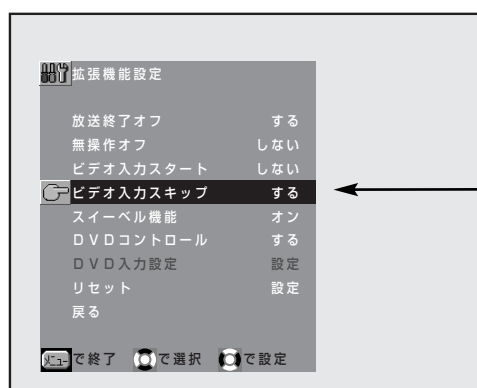 拡張機能設定
放送終了オフ する
無操作オフ しない
ビデオ入力スタート しない
ビデオ入力スキップ する
スイーベル機能 オン
DVDコントロール する
DVD入力設定 設定
リセット 設定
戻る
メニューで終了 で選択 で設定